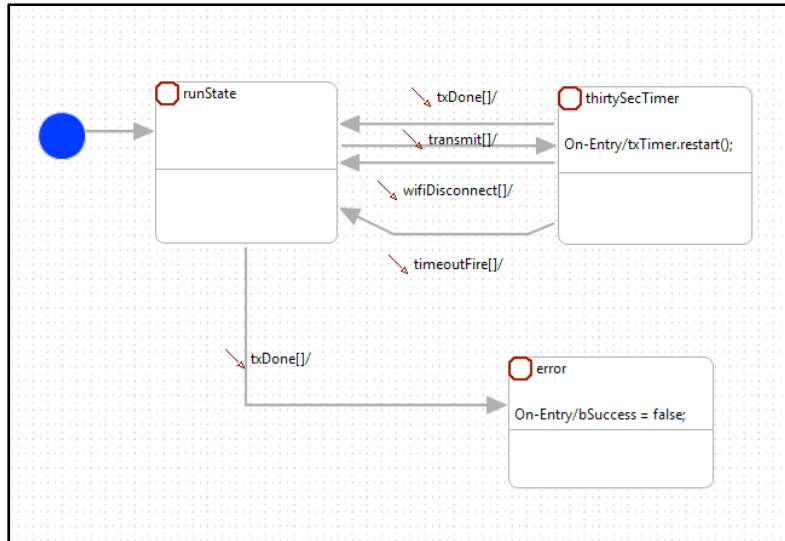 runState
txDone[]/
thirtySecTimer
transmit[]/
On-Entry/txTimer.restart();
wifiDisconnect[]/
timeoutFire[]/
txDone[]/
error
On-Entry/bSuccess = false;